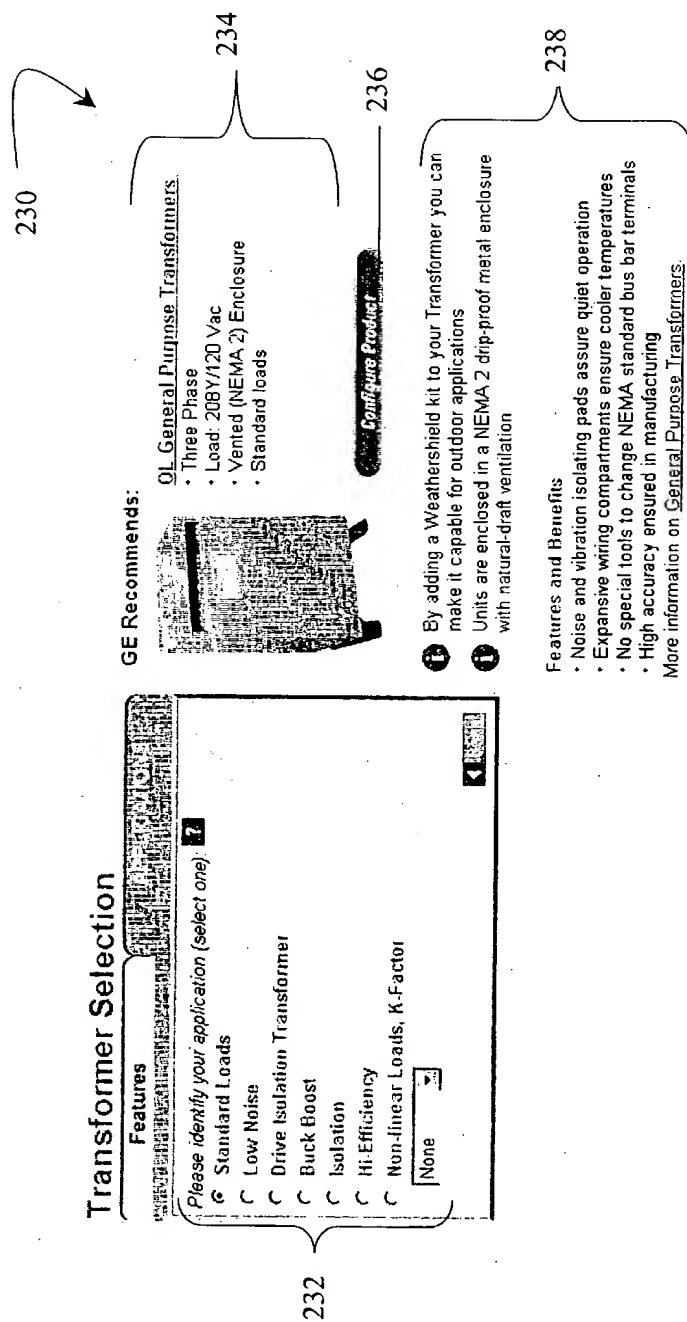 230
Transformer Selection
Features
Please identify your application (select one): ?
Standard Loads
Low Noise
Drive Isolation Transformer
Buck Boost
Isolation
Hi-Efficiency
Non-linear Loads, K-Factor
None
232
GE Recommends:
QL General Purpose Transformers
· Three Phase
· Load: 208Y/120 Vac
· Vented (NEMA 2) Enclosure
· Standard loads
234
Configure Product
236
By adding a Weathershield kit to your Transformer you can
make it capable for outdoor applications
Units are enclosed in a NEMA 2 drip-proof metal enclosure
with natural-draft ventilation
Features and Benefits
· Noise and vibration isolating pads assure quiet operation
· Expansive wiring compartments ensure cooler temperatures
· No special tools to change NEMA standard bus bar terminals
· High accuracy ensured in manufacturing
More information on General Purpose Transformers.
238